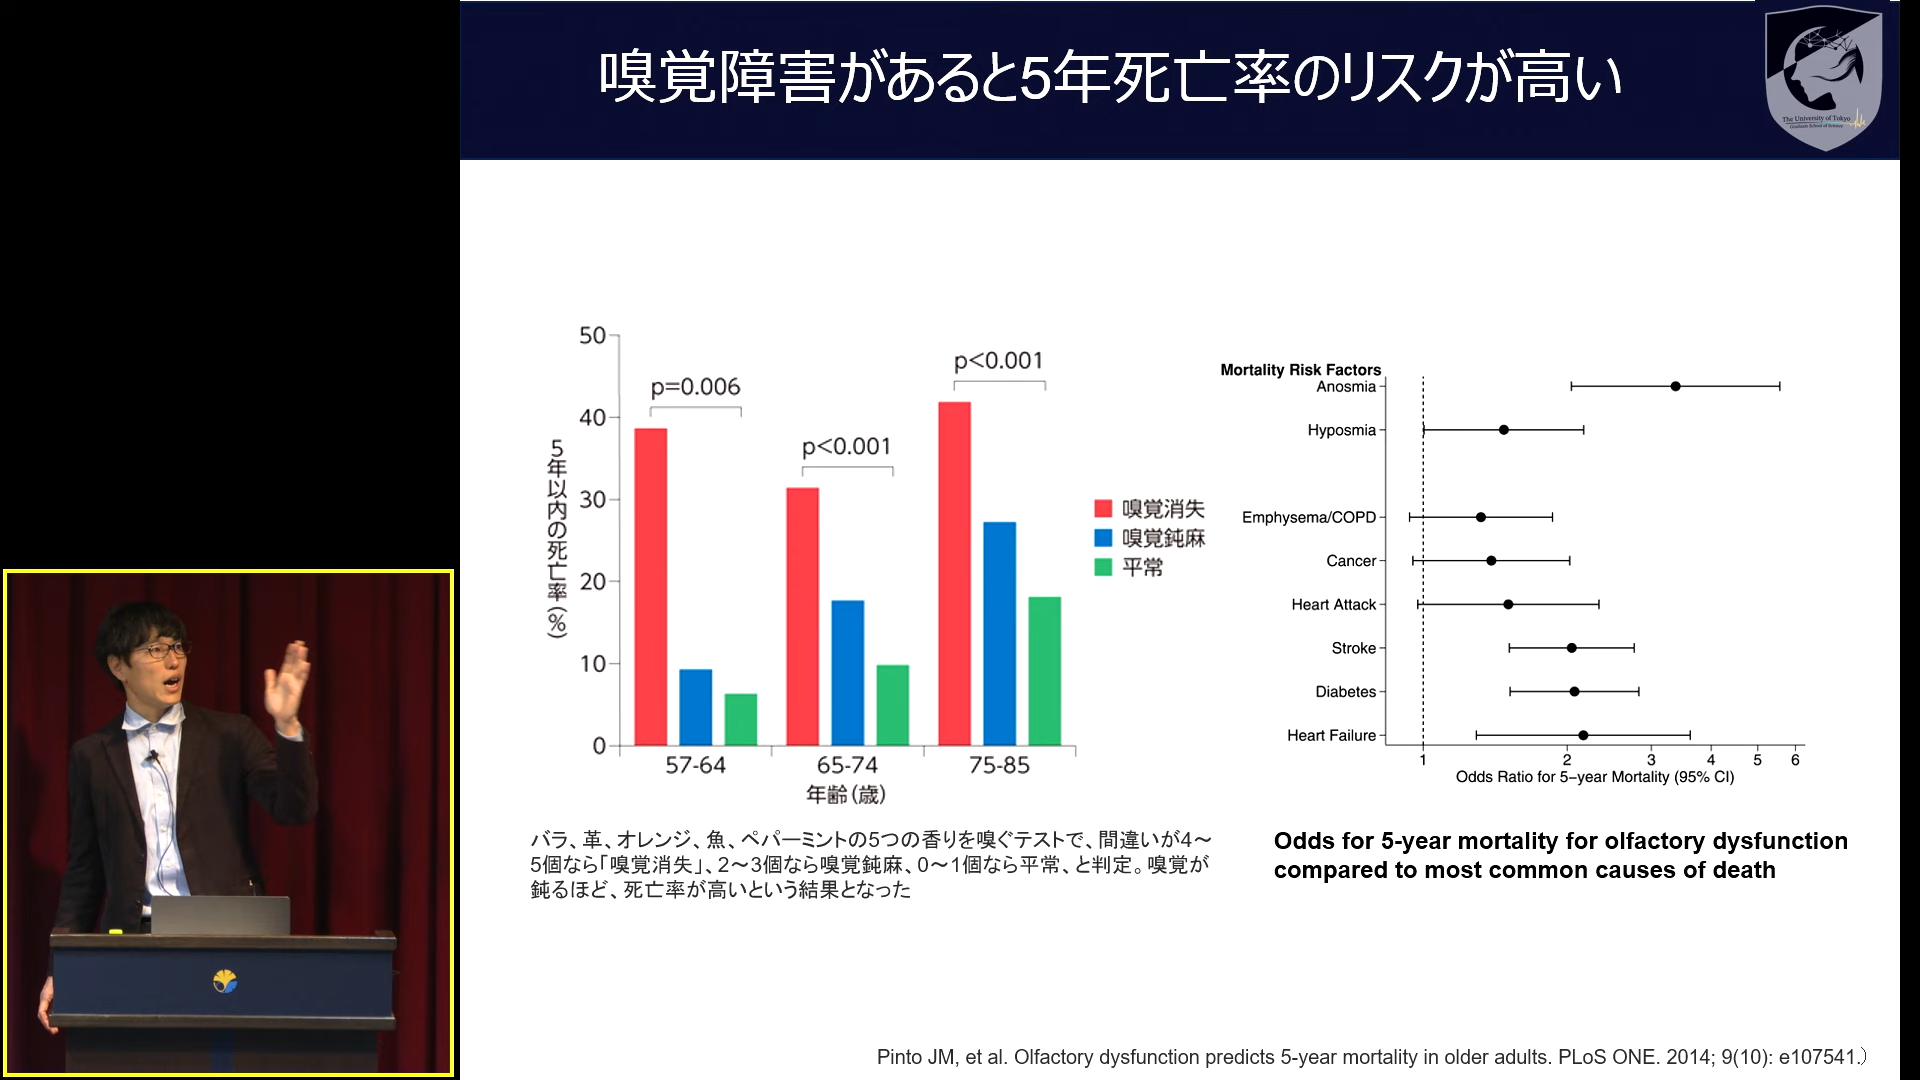 嗅覚障害があると5年死亡率のリスクが高い
The University of Tokyo
Graduate School of Science
5年以内の死亡率(%)
50
40
30
20
10
0
p=0.006
p<0.001
p<0.001
57-64
65-74
75-85
年齢(歳)
嗅覚消失
嗅覚鈍麻
平常
バラ、革、オレンジ、魚、ペパーミントの5つの香りを嗅ぐテストで、間違いが4~
5個なら「嗅覚消失」、2~3個なら嗅覚鈍麻、0~1個なら平常、と判定。嗅覚が
鈍るほど、死亡率が高いという結果となった
Mortality Risk Factors
Anosmia
Hyposmia
Emphysema/COPD
Cancer
Heart Attack
Stroke
Diabetes
Heart Failure
1 2 3 4 5 6
Odds Ratio for 5−year Mortality (95% CI)
Odds for 5-year mortality for olfactory dysfunction
compared to most common causes of death
Pinto JM, et al. Olfactory dysfunction predicts 5-year mortality in older adults. PLoS ONE. 2014; 9(10): e107541.）